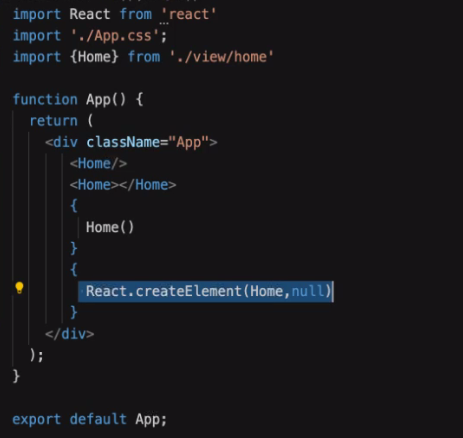 import React from 'react'
import './App.css';
import {Home} from './view/home'
function App() {
return (
<div className="App">
<Home/>
<Home></Home>
{
Home()
}
{
React.createElement(Home,null)
}
</div>
);
}
export default App;